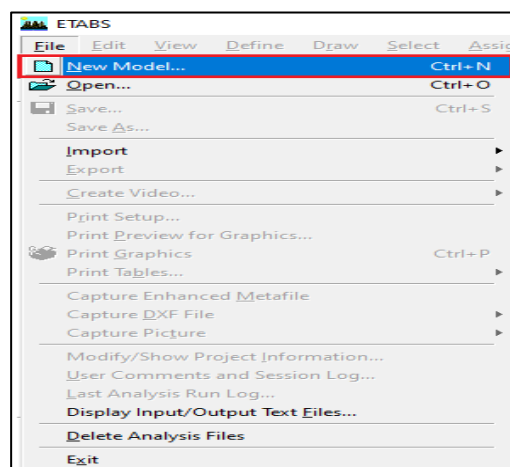 ETABS
File Edit View Define Draw Select Assig
New Model... Ctrl+N
Open... Ctrl+O
Save... Ctrl+S
Save As...
Import
Export
Create Video...
Print Setup...
Print Preview for Graphics...
Print Graphics Ctrl+P
Print Tables...
Capture Enhanced Metafile
Capture DXF File
Capture Picture
Modify/Show Project Information...
User Comments and Session Log...
Last Analysis Run Log...
Display Input/Output Text Files...
Delete Analysis Files
Exit